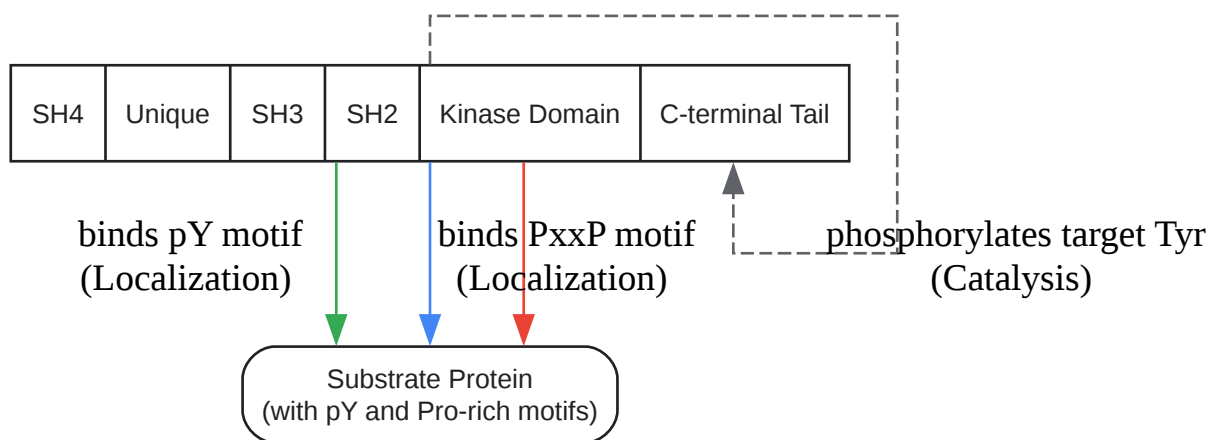 SH4
Unique
SH3
SH2
Kinase Domain
C-terminal Tail
binds pY motif
(Localization)
binds PxxP motif
(Localization)
phosphorylates target Tyr
(Catalysis)
Substrate Protein
(with pY and Pro-rich motifs)